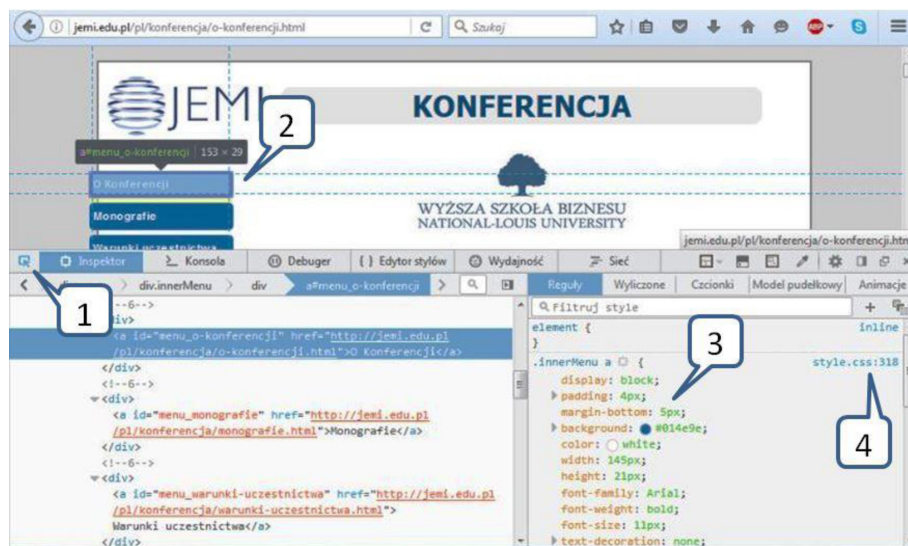 jemi.edu.pl/pl/konferencja/o-konferencji.html
Szukaj
ABP
JEMI
KONFERENCJA
2
a#menu_o-konferencji | 153 × 29
O Konferencji
Monografie
Warunki uczestnictwa
WYŻSZA SZKOŁA BIZNESU
NATIONAL-LOUIS UNIVERSITY
jemi.edu.pl/pl/konferencja/o-konferencji.htm
Inspektor
Konsola
Debuger
{ } Edytor stylów
Wydajność
Sieć
div.innerMenu
div
a#menu_o-konferencji
Reguły
Wyliczone
Czcionki
Model pudełkowy
Animacje
1
<!--6-->
<a id="menu_o-konferencji" href="http://jemi.edu.pl
/pl/konferencja/o-konferencji.html">O Konferencji</a>
</div>
<!--6-->
<div>
<a id="menu_monografie" href="http://jemi.edu.pl
/pl/konferencja/monografie.html">Monografie</a>
</div>
<!--6-->
<div>
<a id="menu_warunki-uczestnictwa" href="http://jemi.edu.pl
/pl/konferencja/warunki-uczestnictwa.html">
Warunki uczestnictwa</a>
</div>
Filtruj style
element {
inline
}
.innerMenu a {
style.css:318
3
display: block;
padding: 4px;
margin-bottom: 5px;
background: #014e9e;
color: white;
width: 145px;
height: 21px;
font-family: Arial;
font-weight: bold;
font-size: 11px;
text-decoration: none;
4